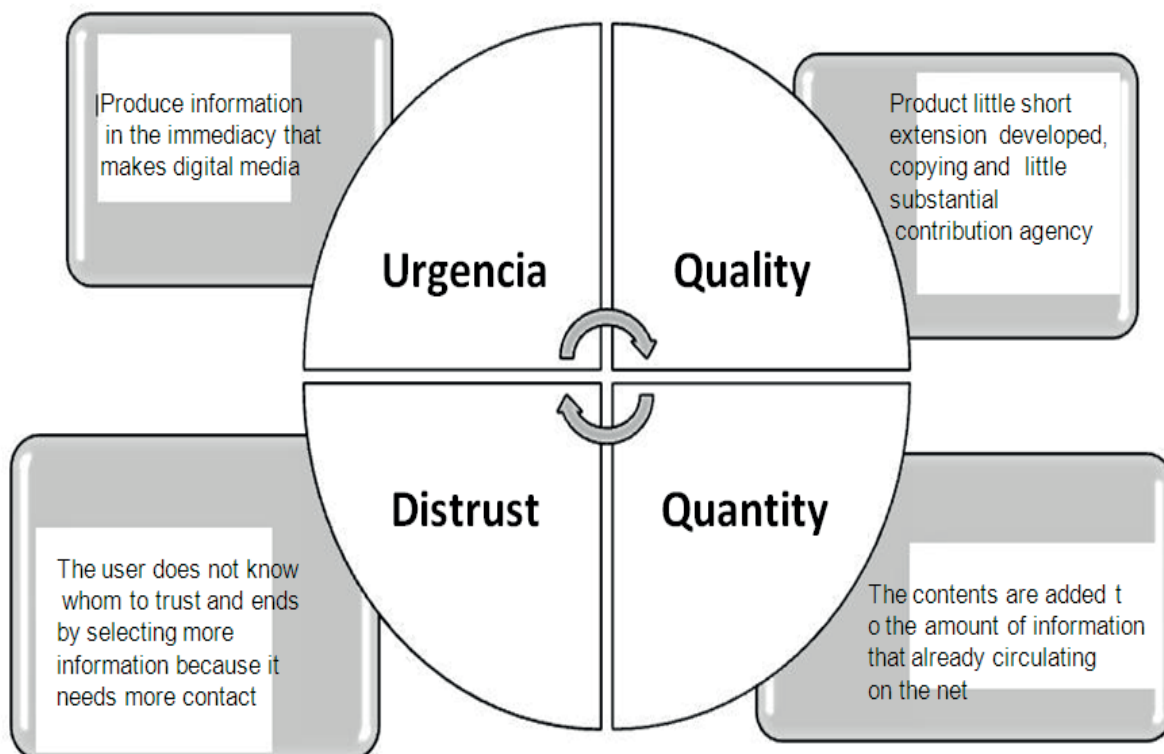 Produce information
in the immediacy that
makes digital media
Urgencia
Quality
Product little short
extension developed,
copying and little
substantial
contribution agency
Distrust
Quantity
The user does not know
whom to trust and ends
by selecting more
information because it
needs more contact
The contents are added t
o the amount of information
that already circulating
on the net